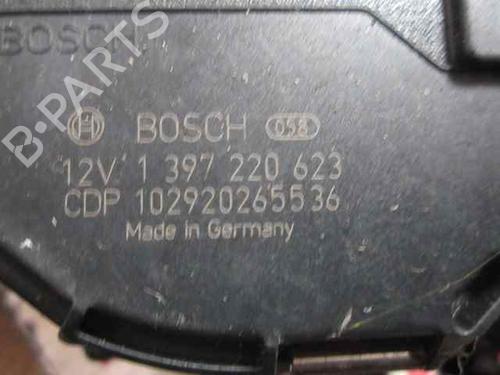 BOSCH
B-PARTS
BOSCH 058
12V 1 397 220 623
CDP 102920265536
Made in Germany